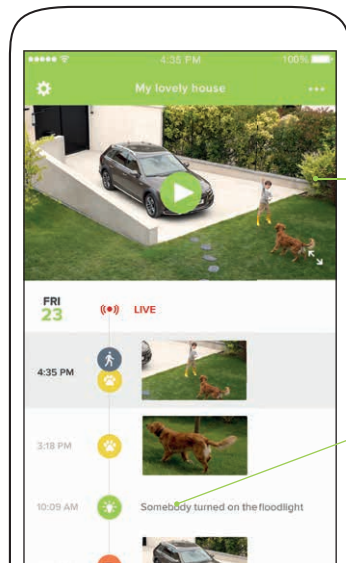 4:35 PM
100%
My lovely house
FRI
23
LIVE
4:35 PM
3:18 PM
10:09 AM
Somebody turned on the floodlight